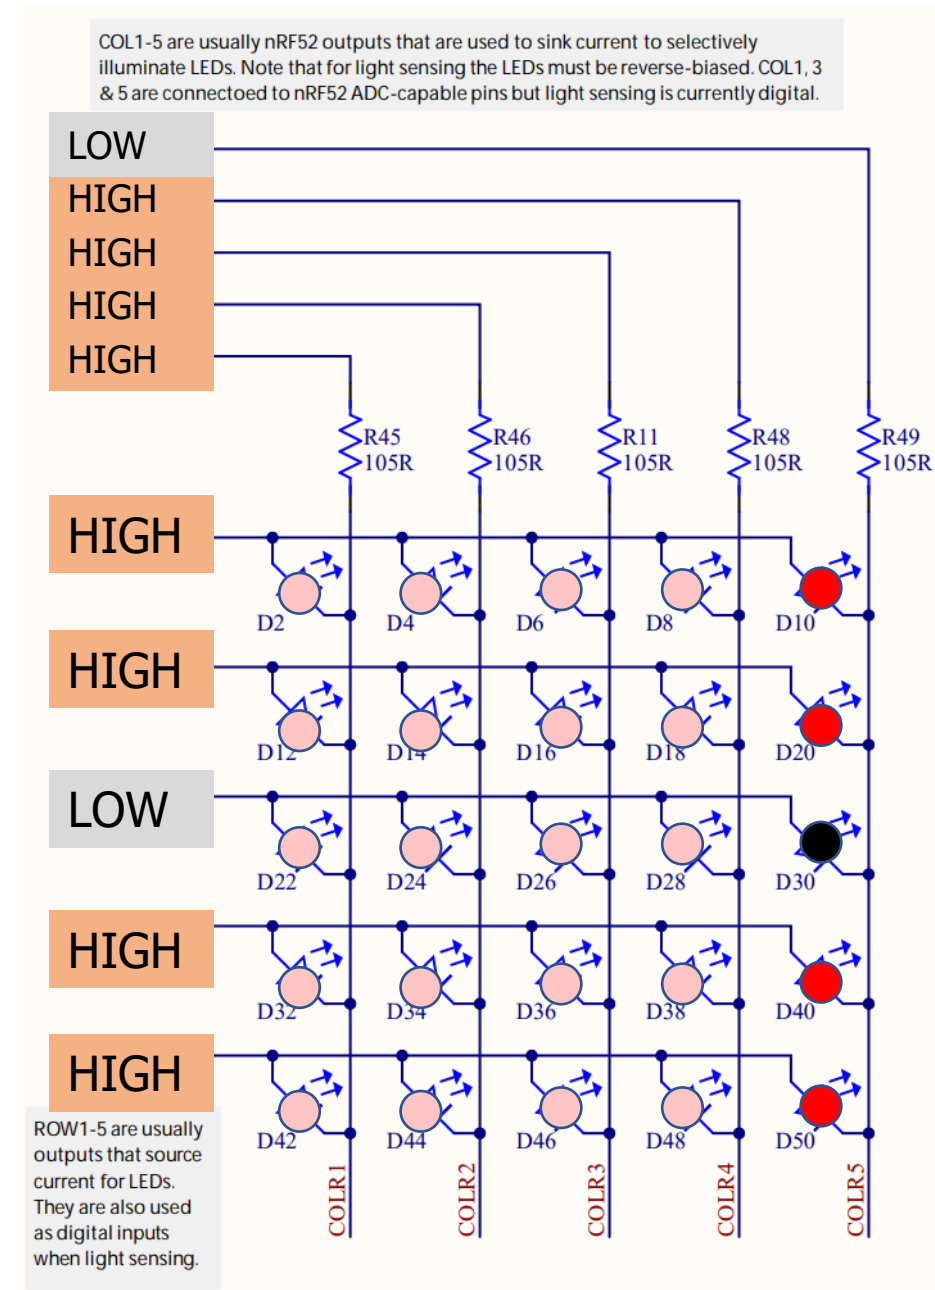 COL1-5 are usually nRF52 outputs that are used to sink current to selectively
illuminate LEDs. Note that for light sensing the LEDs must be reverse-biased. COL1, 3
& 5 are connectoed to nRF52 ADC-capable pins but light sensing is currently digital.
LOW
HIGH
HIGH
HIGH
HIGH
R45
105R
R46
105R
R11
105R
R48
105R
R49
105R
HIGH
D2
D4
D6
D8
D10
HIGH
D12
D14
D16
D18
D20
LOW
D22
D24
D26
D28
D30
HIGH
D32
D34
D36
D38
D40
HIGH
D42
D44
D46
D48
D50
ROW1-5 are usually
outputs that source
current for LEDs.
They are also used
as digital inputs
when light sensing.
COLR1
COLR2
COLR3
COLR4
COLR5